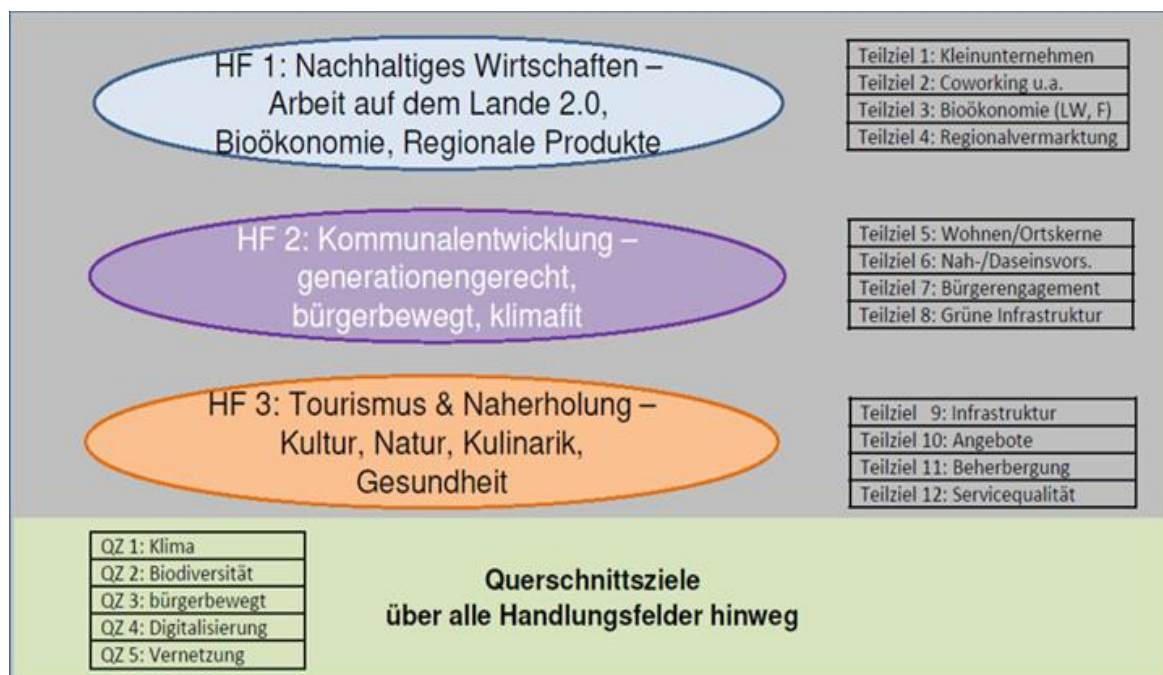 HF 1: Nachhaltiges Wirtschaften –
Arbeit auf dem Lande 2.0,
Bioökonomie, Regionale Produkte
Teilziel 1: Kleinunternehmen
Teilziel 2: Coworking u.a.
Teilziel 3: Bioökonomie (LW, F)
Teilziel 4: Regionalvermarktung
HF 2: Kommunalentwicklung –
generationengerecht,
bürgerbewegt, klimafit
Teilziel 5: Wohnen/Ortskerne
Teilziel 6: Nah-/Daseinsvors.
Teilziel 7: Bürgerengagement
Teilziel 8: Grüne Infrastruktur
HF 3: Tourismus & Naherholung –
Kultur, Natur, Kulinarik,
Gesundheit
Teilziel 9: Infrastruktur
Teilziel 10: Angebote
Teilziel 11: Beherbergung
Teilziel 12: Servicequalität
QZ 1: Klima
QZ 2: Biodiversität
QZ 3: bürgerbewegt
QZ 4: Digitalisierung
QZ 5: Vernetzung
Querschnittsziele
über alle Handlungsfelder hinweg